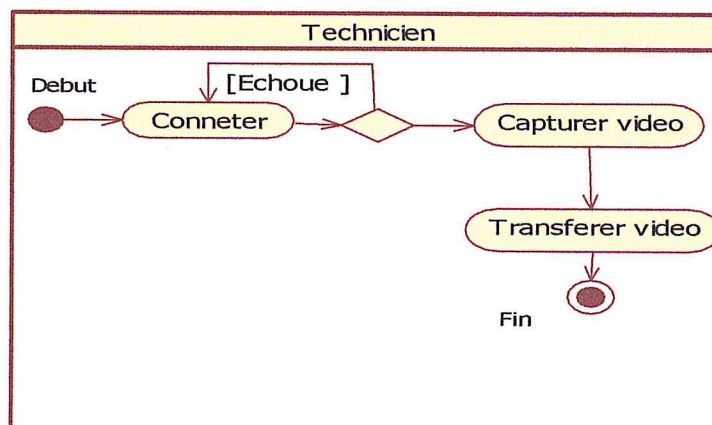 Technicien
Debut
[Echoue ]
Conneter
Capturer video
Transferer video
Fin